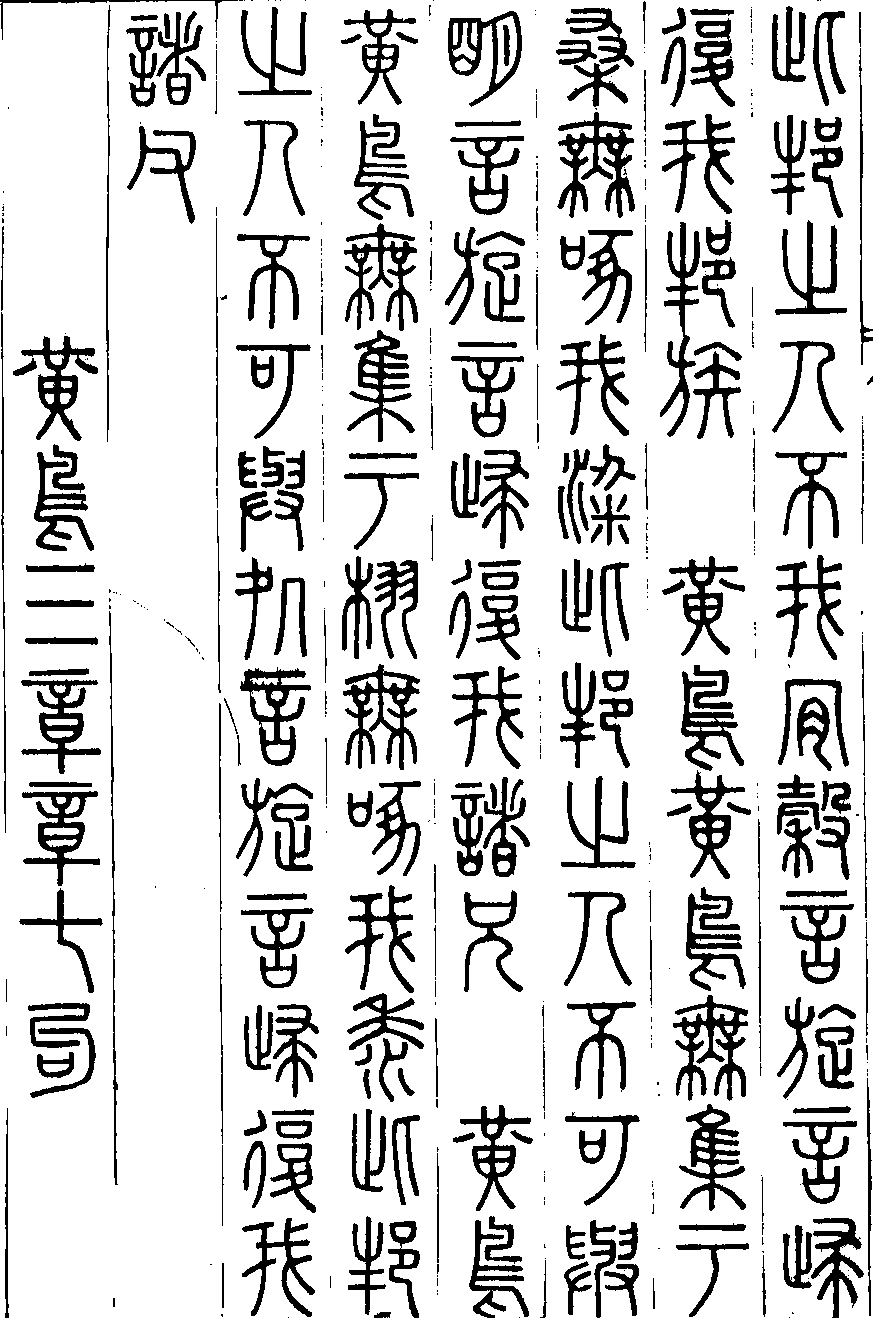 此邦之人不我肎穀言旋言歸
復我邦族　黃鳥黃鳥無集于
桑無啄我粱此邦之人不可與
明言旋言歸復我諸兄　黃鳥
黃鳥無集于栩無啄我黍此邦
之人不可與処言旋言歸復我
諸父
黃鳥三章章七句